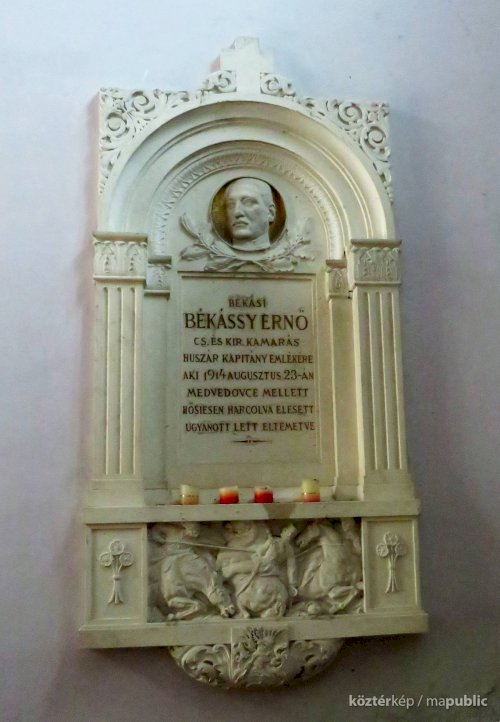 BÉKÁSI
BÉKÁSSY ERNŐ
CS. ÉS KIR. KAMARÁS
HUSZÁR KAPITÁNY EMLÉKÉRE
AKI 1914 AUGUSZTUS 23-ÁN
MEDVEDOVCE MELLETT
HŐSIESEN HARCOLVA ELESETT
UGYANOTT LETT ELTEMETVE
köztérkép / mapublic